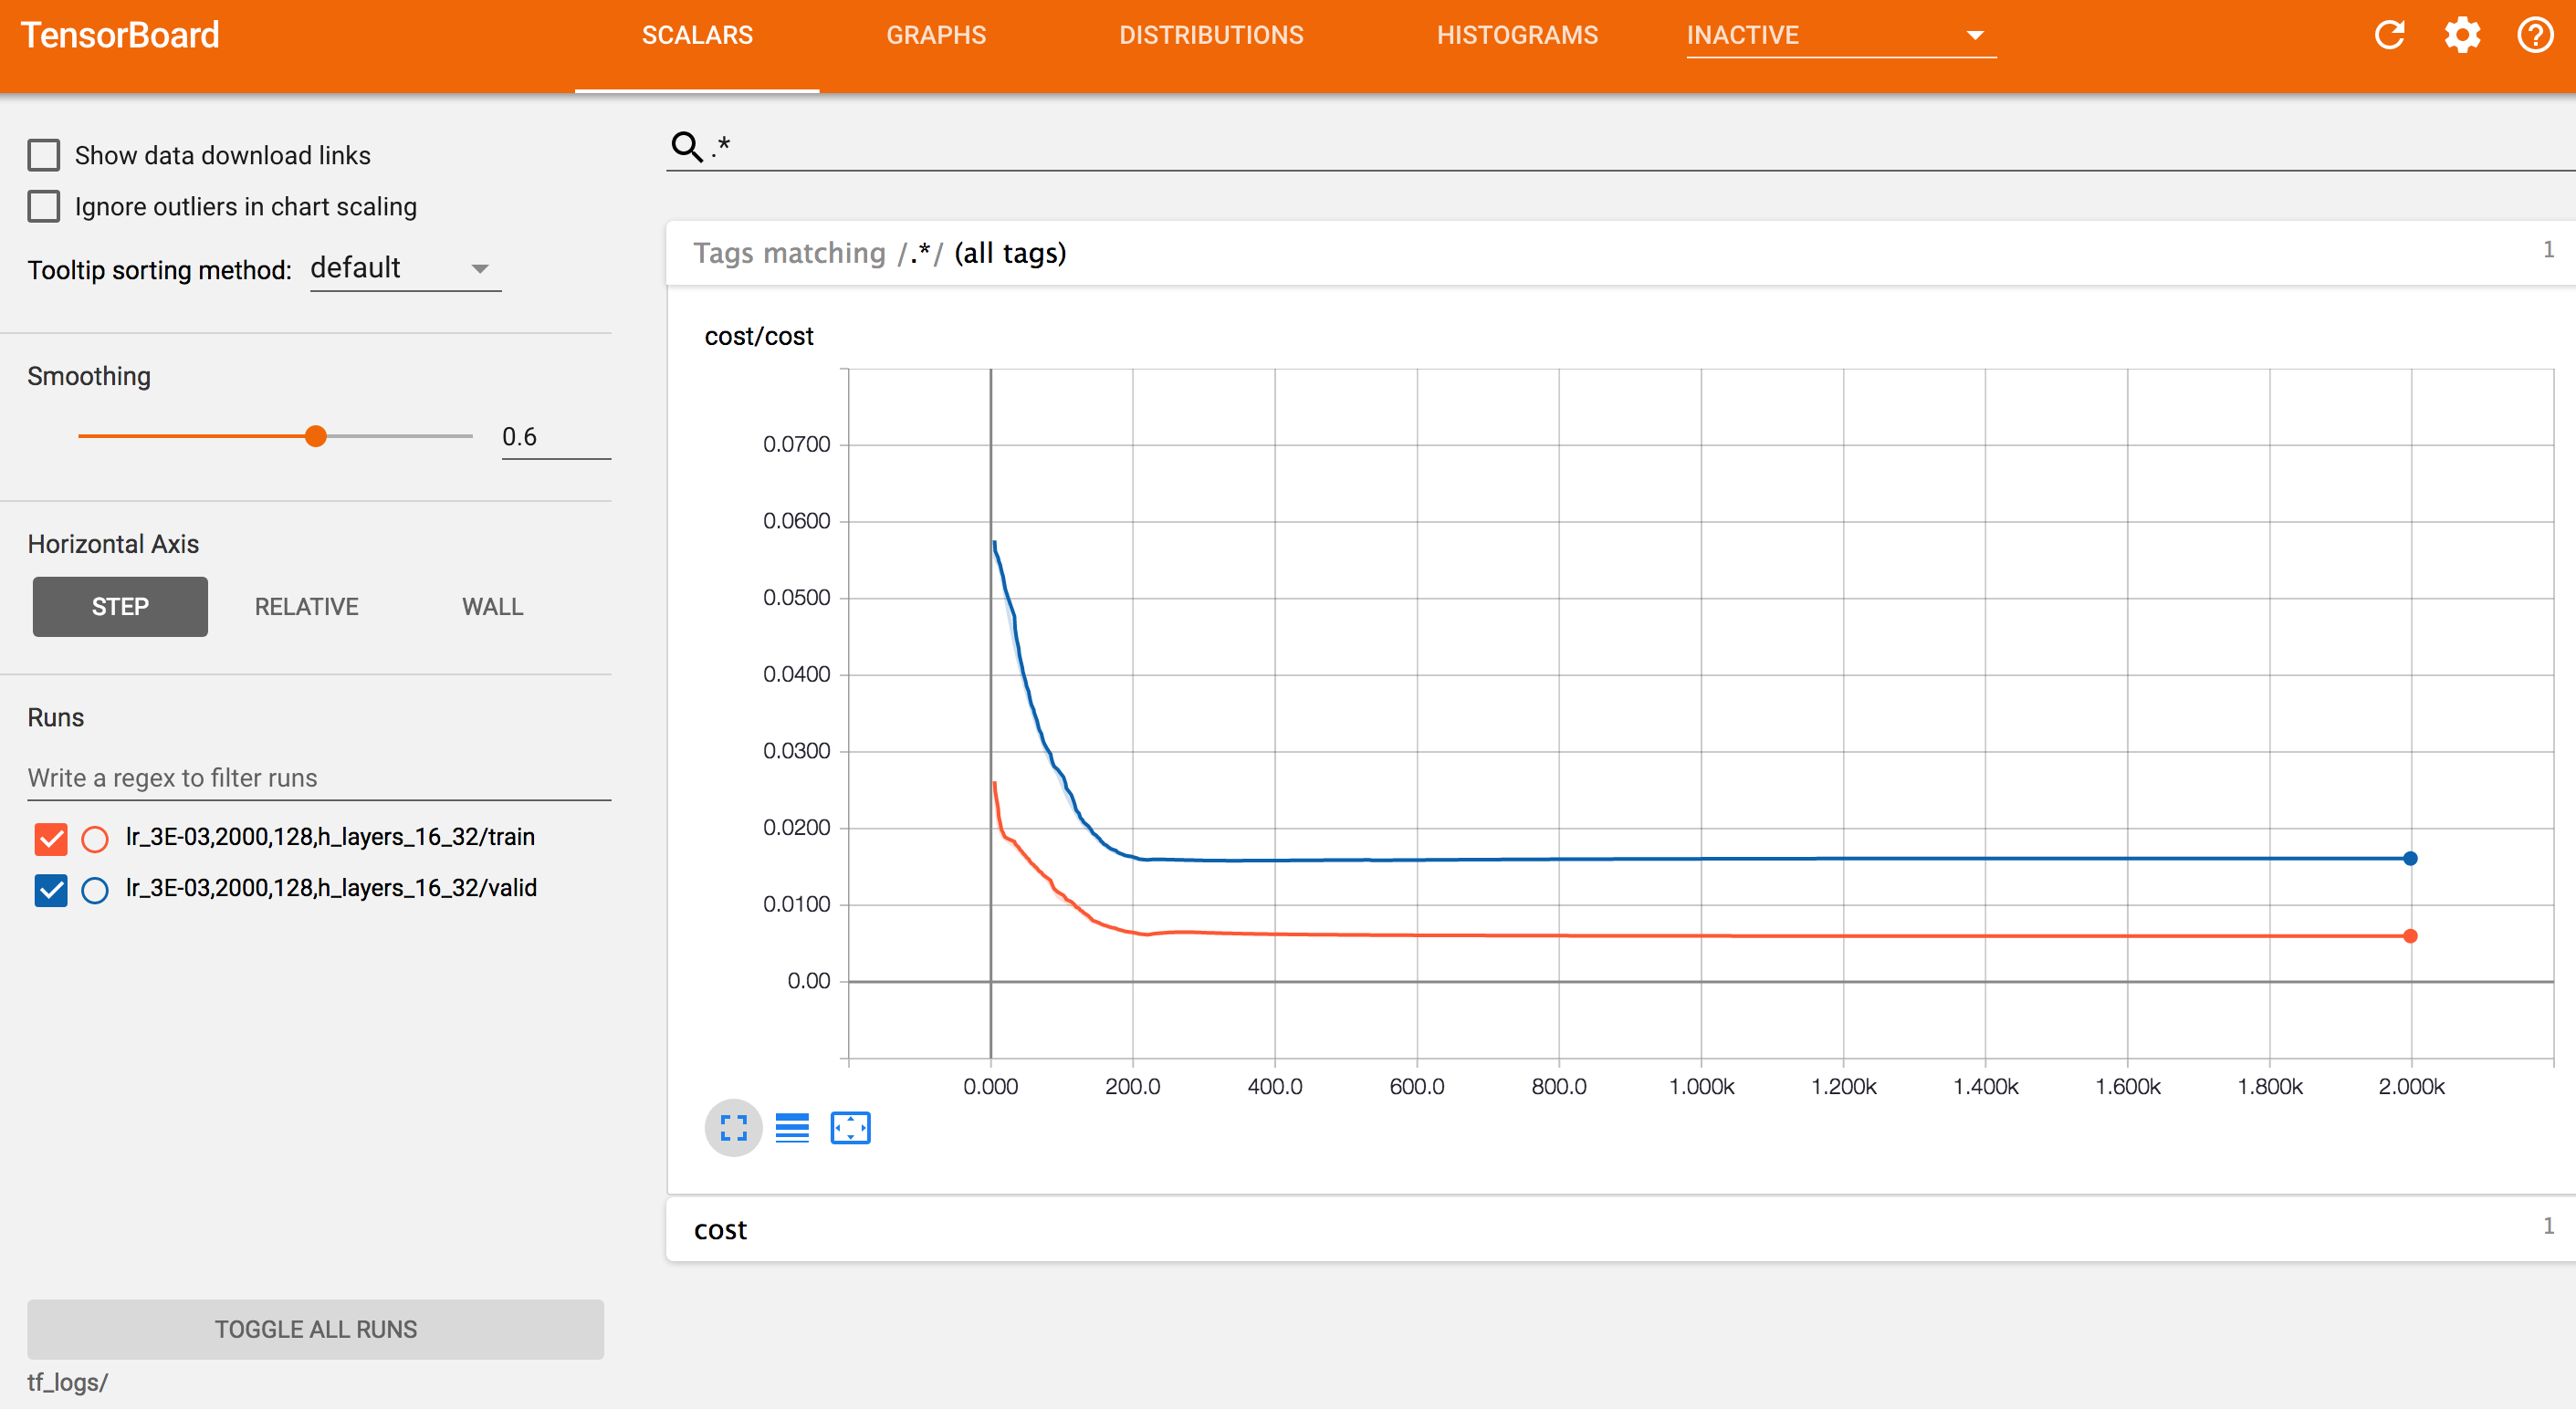 TensorBoard SCALARS GRAPHS DISTRIBUTIONS HISTOGRAMS INACTIVE
Show data download links
Ignore outliers in chart scaling
Tooltip sorting method: default
Smoothing
0.6
Horizontal Axis
STEP RELATIVE WALL
Runs
Write a regex to filter runs
lr_3E-03,2000,128,h_layers_16_32/train
lr_3E-03,2000,128,h_layers_16_32/valid
TOGGLE ALL RUNS
tf_logs/
.*
Tags matching /.*/ (all tags) 1
cost/cost
0.0700
0.0600
0.0500
0.0400
0.0300
0.0200
0.0100
0.00
0.000 200.0 400.0 600.0 800.0 1.000k 1.200k 1.400k 1.600k 1.800k 2.000k
cost 1